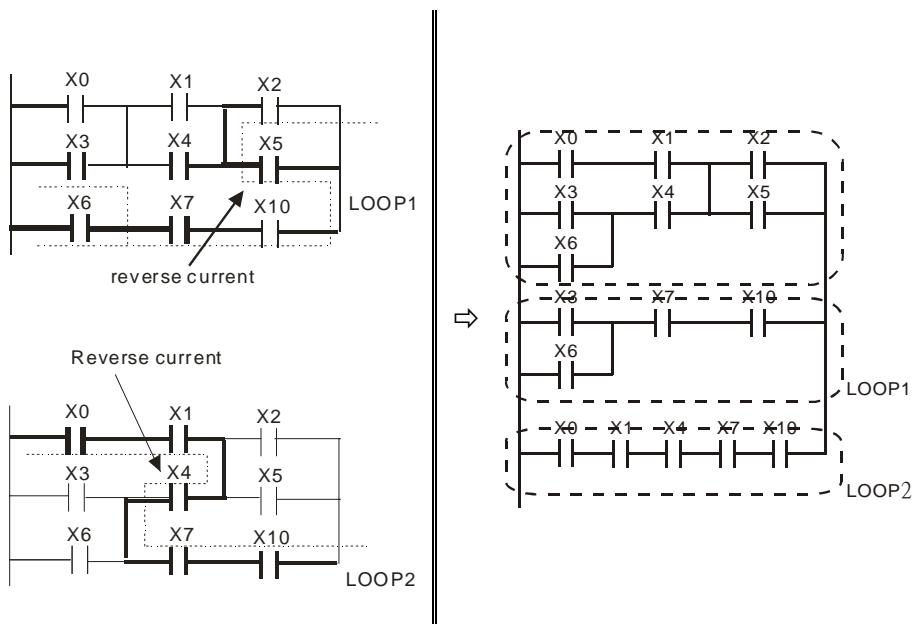 X0 X1 X2
X3 X4 X5
X6 X7 X10
LOOP1
reverse current
Reverse current
X0 X1 X2
X3 X4 X5
X6 X7 X10
LOOP2
⇨
X0 X1 X2
X3 X4 X5
X6
X3 X7 X10
X6
LOOP1
X0 X1 X4 X7 X10
LOOP2